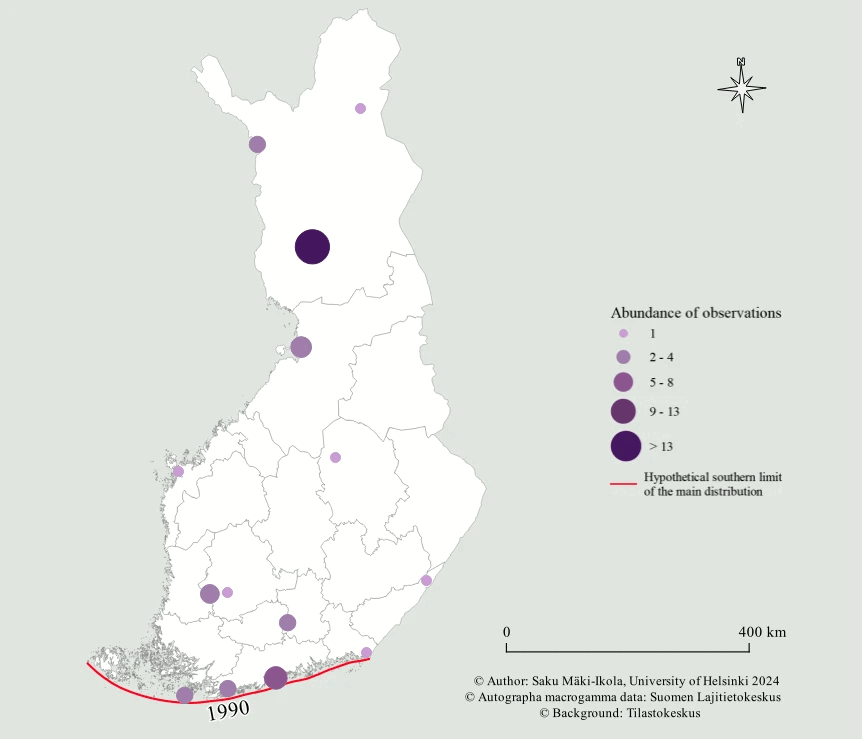 N
Abundance of observations
1
2 - 4
5 - 8
9 - 13
> 13
Hypothetical southern limit
of the main distribution
0 400 km
© Author: Saku Mäki-Ikola, University of Helsinki 2024
© Autographa macrogamma data: Suomen Lajitietokeskus
© Background: Tilastokeskus
1990